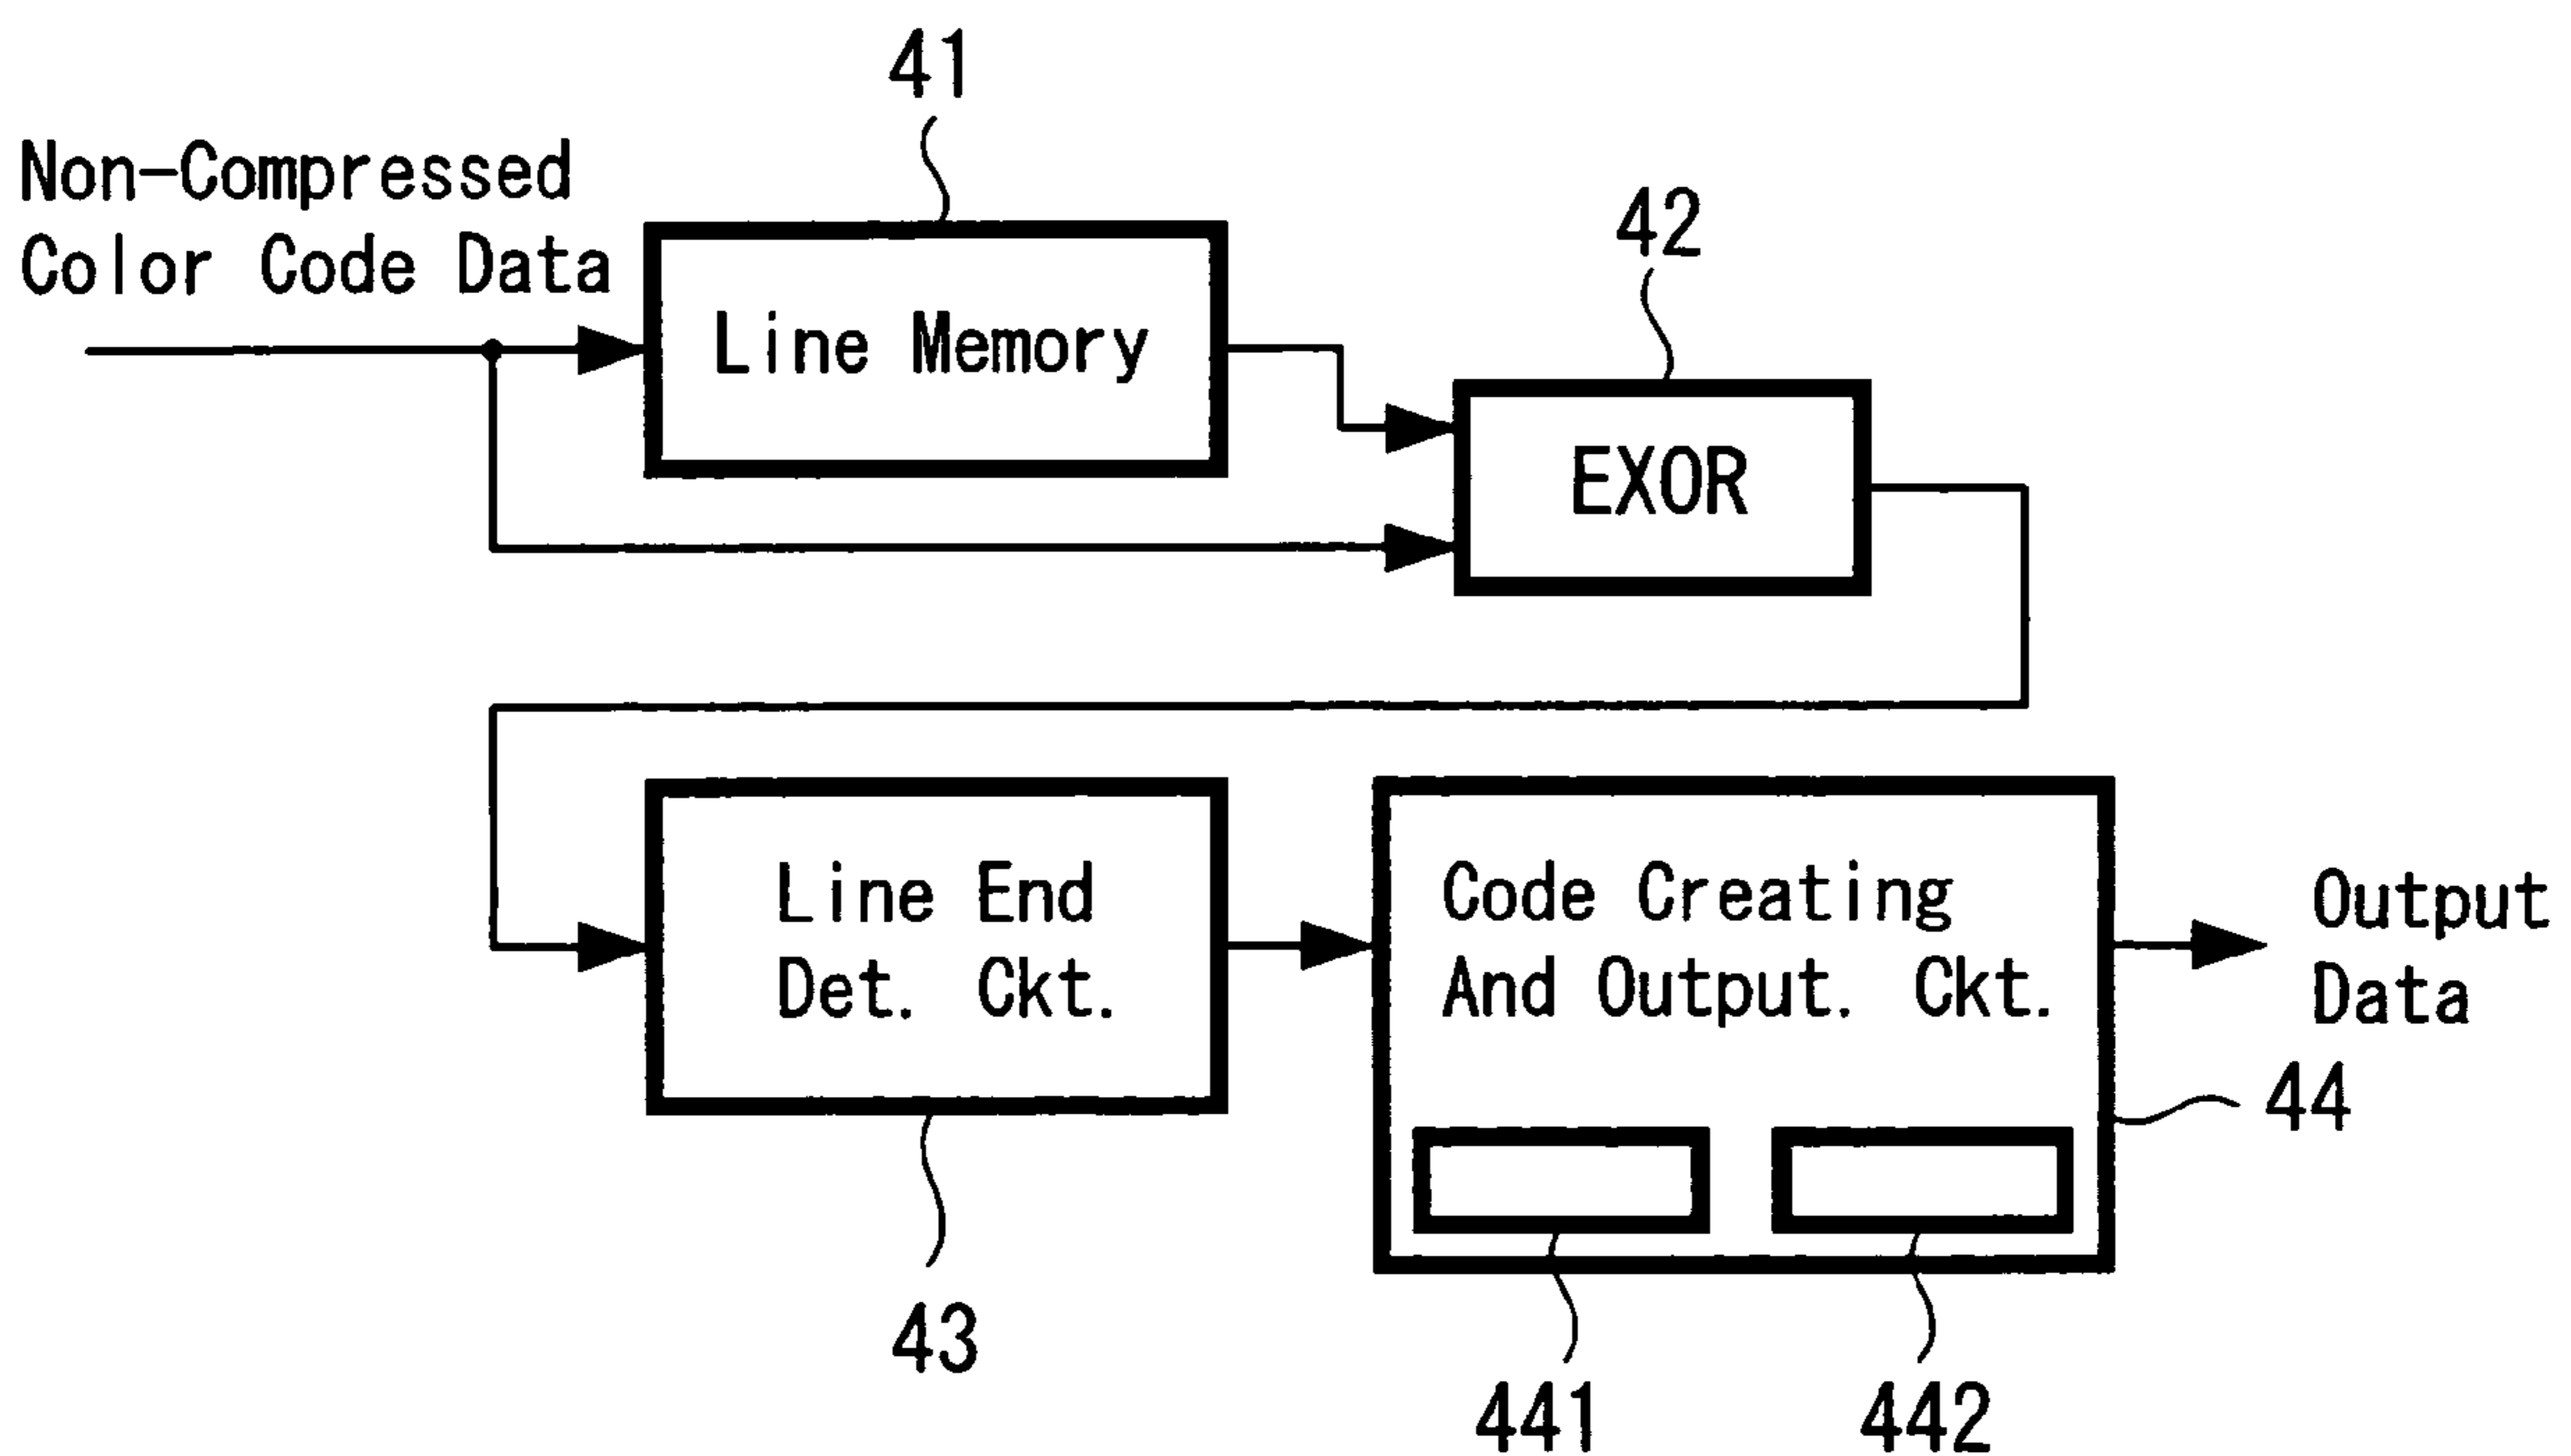 41
Non-Compressed
Color Code Data
42
Line Memory
EXOR
Line End
Det. Ckt.
Code Creating
And Output. Ckt.
Output
Data
44
43
441
442